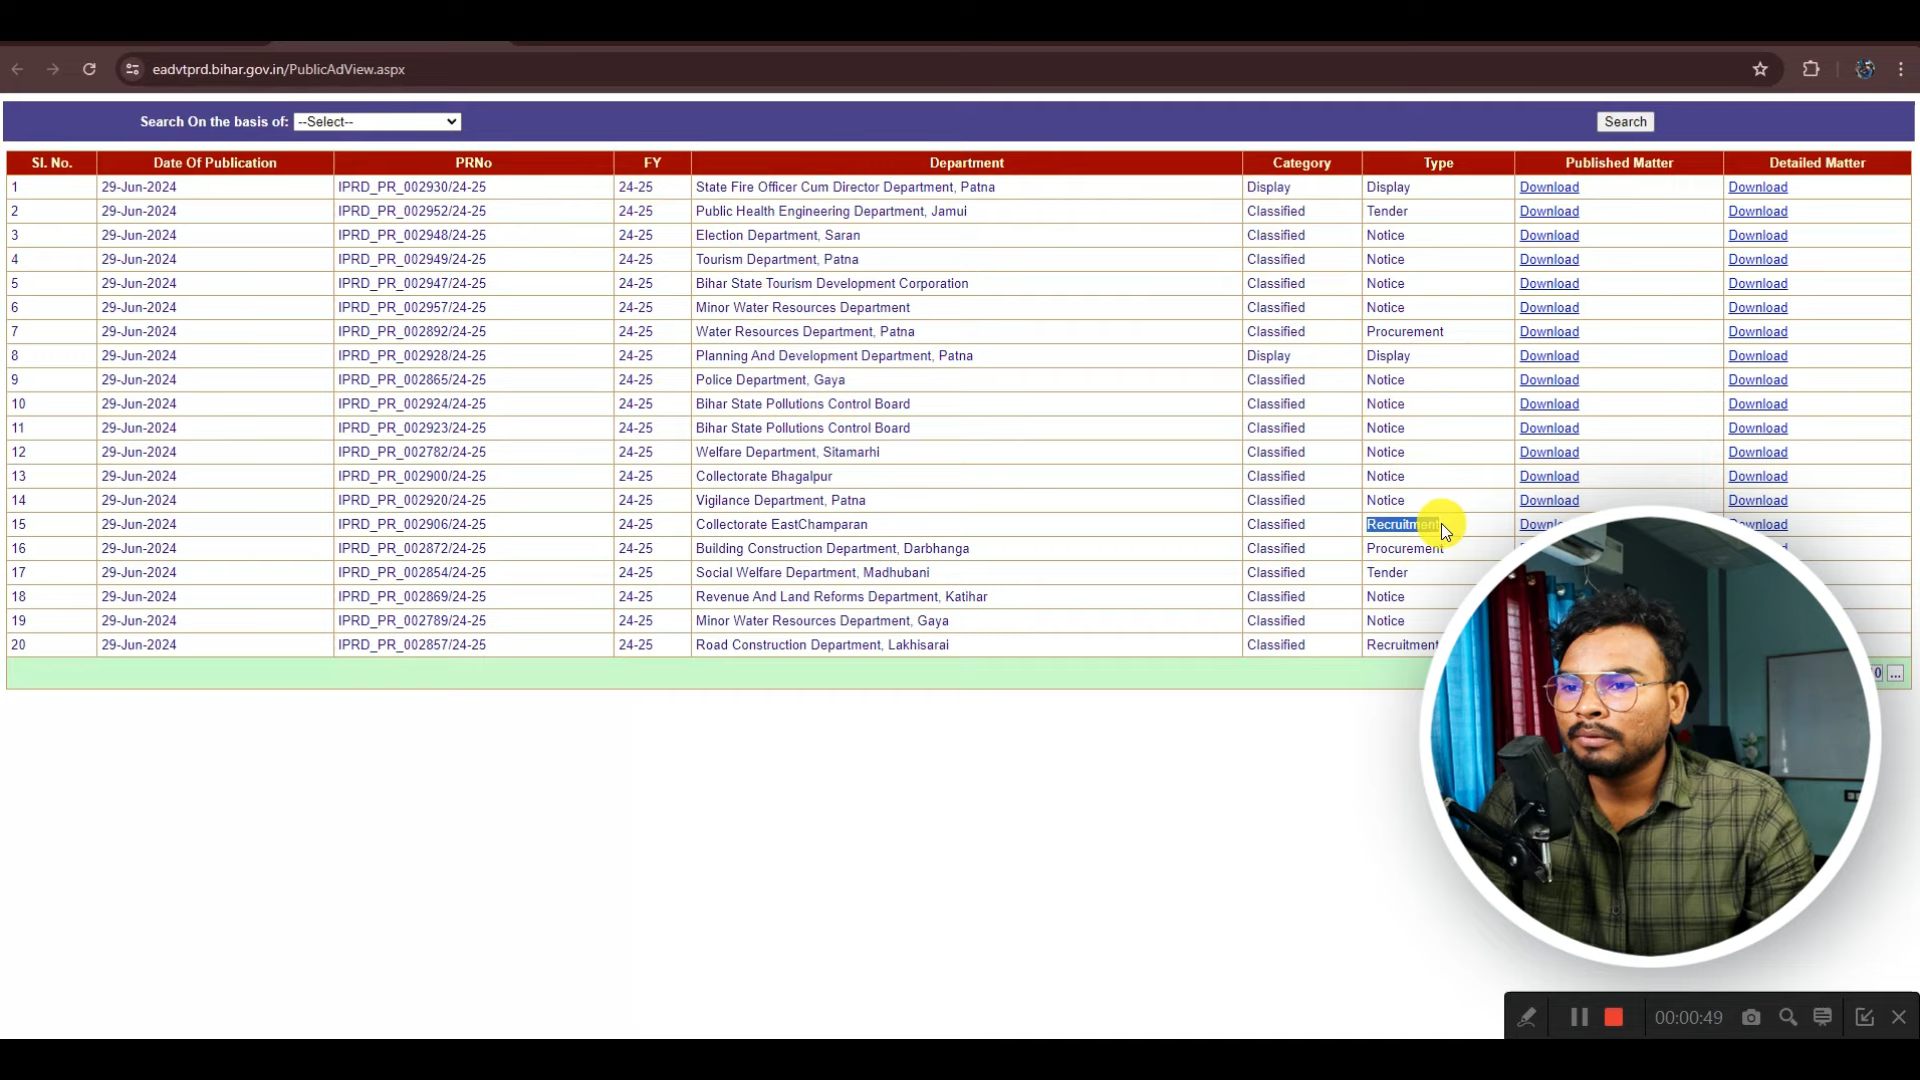 eadvtprd.bihar.gov.in/PublicAdView.aspx
Search On the basis of: --Select-- Search
Sl. No. Date Of Publication PRNo FY Department Category Type Published Matter Detailed Matter
1 29-Jun-2024 IPRD_PR_002930/24-25 24-25 State Fire Officer Cum Director Department, Patna Display Display Download Download
2 29-Jun-2024 IPRD_PR_002952/24-25 24-25 Public Health Engineering Department, Jamui Classified Tender Download Download
3 29-Jun-2024 IPRD_PR_002948/24-25 24-25 Election Department, Saran Classified Notice Download Download
4 29-Jun-2024 IPRD_PR_002949/24-25 24-25 Tourism Department, Patna Classified Notice Download Download
5 29-Jun-2024 IPRD_PR_002947/24-25 24-25 Bihar State Tourism Development Corporation Classified Notice Download Download
6 29-Jun-2024 IPRD_PR_002957/24-25 24-25 Minor Water Resources Department Classified Notice Download Download
7 29-Jun-2024 IPRD_PR_002892/24-25 24-25 Water Resources Department, Patna Classified Procurement Download Download
8 29-Jun-2024 IPRD_PR_002928/24-25 24-25 Planning And Development Department, Patna Display Display Download Download
9 29-Jun-2024 IPRD_PR_002865/24-25 24-25 Police Department, Gaya Classified Notice Download Download
10 29-Jun-2024 IPRD_PR_002924/24-25 24-25 Bihar State Pollutions Control Board Classified Notice Download Download
11 29-Jun-2024 IPRD_PR_002923/24-25 24-25 Bihar State Pollutions Control Board Classified Notice Download Download
12 29-Jun-2024 IPRD_PR_002782/24-25 24-25 Welfare Department, Sitamarhi Classified Notice Download Download
13 29-Jun-2024 IPRD_PR_002900/24-25 24-25 Collectorate Bhagalpur Classified Notice Download Download
14 29-Jun-2024 IPRD_PR_002920/24-25 24-25 Vigilance Department, Patna Classified Notice Download Download
15 29-Jun-2024 IPRD_PR_002906/24-25 24-25 Collectorate EastChamparan Classified Recruitment Download
16 29-Jun-2024 IPRD_PR_002872/24-25 24-25 Building Construction Department, Darbhanga Classified Procurement
17 29-Jun-2024 IPRD_PR_002854/24-25 24-25 Social Welfare Department, Madhubani Classified Tender
18 29-Jun-2024 IPRD_PR_002869/24-25 24-25 Revenue And Land Reforms Department, Katihar Classified Notice
19 29-Jun-2024 IPRD_PR_002789/24-25 24-25 Minor Water Resources Department, Gaya Classified Notice
20 29-Jun-2024 IPRD_PR_002857/24-25 24-25 Road Construction Department, Lakhisarai Classified Recruitment
...
00:00:49